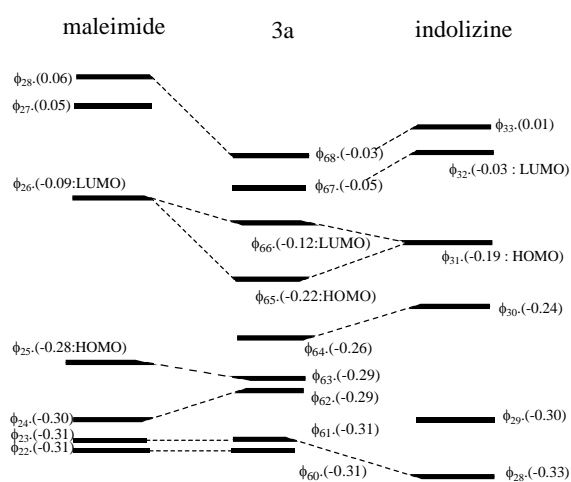 maleimide 3a indolizine
ϕ28.(0.06)
ϕ27.(0.05)
ϕ33.(0.01)
ϕ68.(-0.03)
ϕ32.(-0.03 : LUMO)
ϕ67.(-0.05)
ϕ26.(-0.09:LUMO)
ϕ66.(-0.12:LUMO)
ϕ31.(-0.19 : HOMO)
ϕ65.(-0.22:HOMO)
ϕ30.(-0.24)
ϕ64.(-0.26)
ϕ25.(-0.28:HOMO)
ϕ63.(-0.29)
ϕ62.(-0.29)
ϕ24.(-0.30)
ϕ29.(-0.30)
ϕ23.(-0.31)
ϕ61.(-0.31)
ϕ22.(-0.31)
ϕ60.(-0.31)
ϕ28.(-0.33)